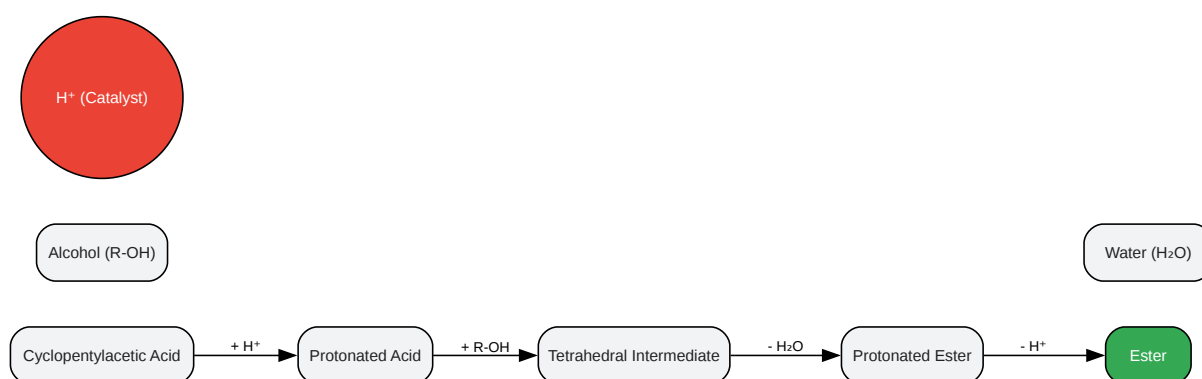 H⁺ (Catalyst)
Alcohol (R-OH)
Water (H₂O)
Cyclopentylacetic Acid
+ H⁺
Protonated Acid
+ R-OH
Tetrahedral Intermediate
- H₂O
Protonated Ester
- H⁺
Ester